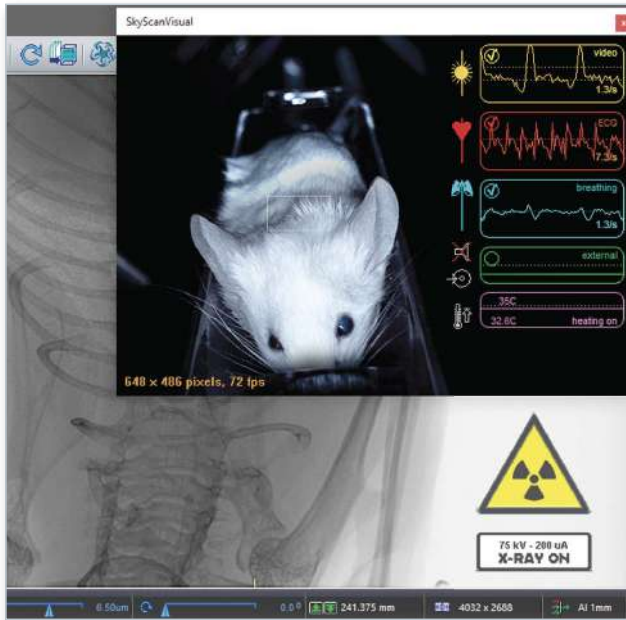 SkyScanVisual
x
video
1.3/s
ECG
7.3/s
breathing
1.3/s
external
35C
32.6C heating on
648 x 486 pixels, 72 fps
75 kV - 200 uA
X-RAY ON
6.50um 0.0° 241.375 mm 4032 x 2688 Al 1mm